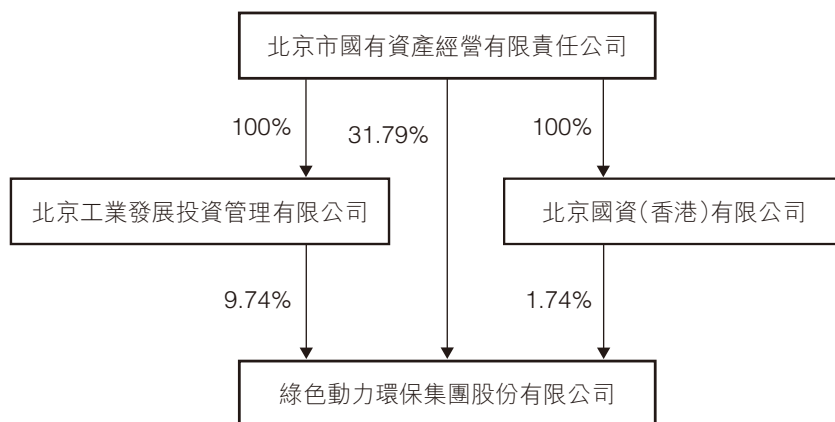 北京市國有資產經營有限責任公司
100%
31.79%
100%
北京工業發展投資管理有限公司
北京國資(香港)有限公司
9.74%
1.74%
綠色動力環保集團股份有限公司